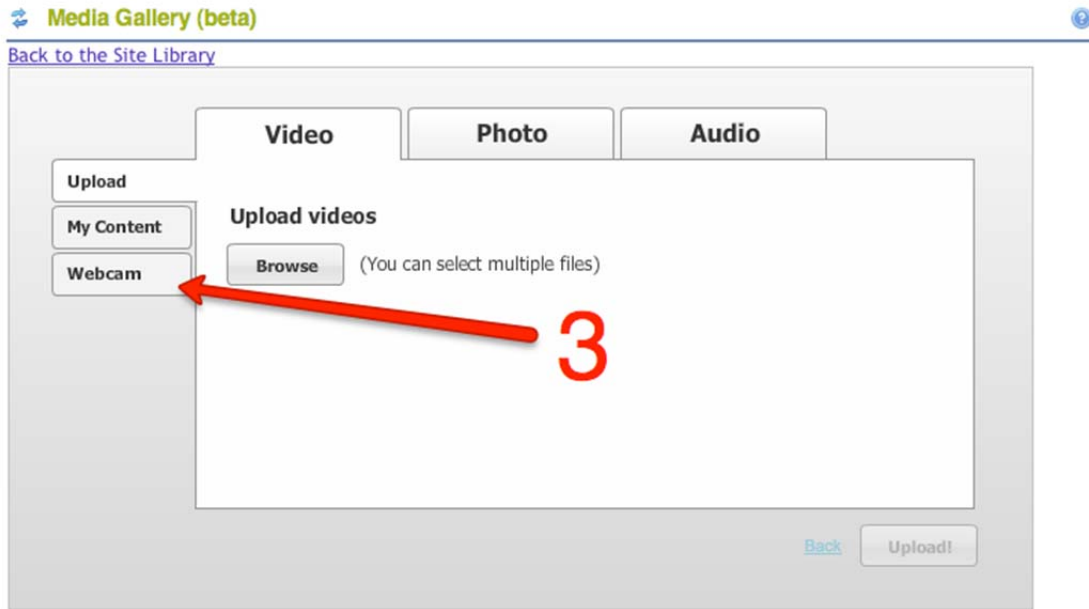 Media Gallery (beta)
Back to the Site Library
Video Photo Audio
Upload
My Content
Webcam
Upload videos
Browse (You can select multiple files)
3
Back Upload!